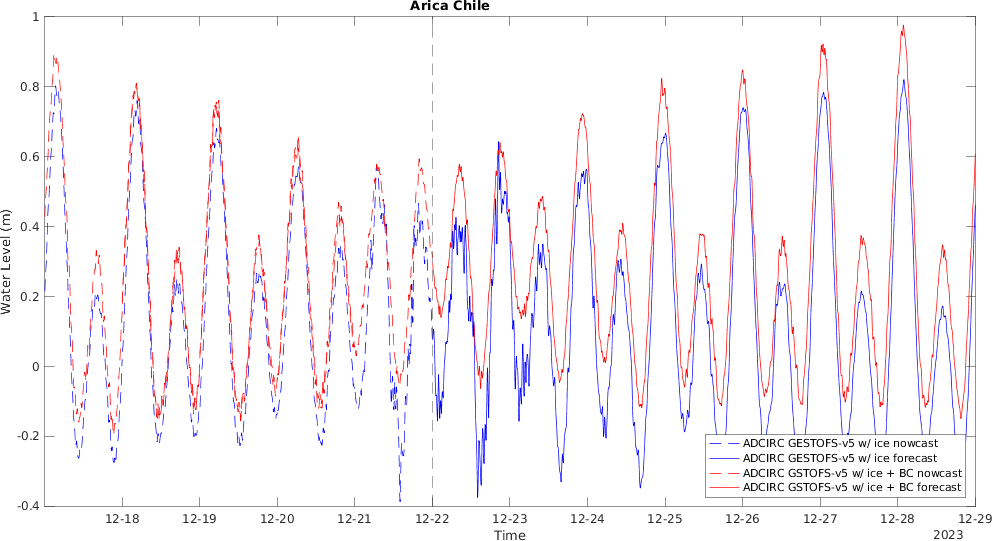 Arica Chile
Water Level (m)
1
0.8
0.6
0.4
0.2
0
-0.2
-0.4
12-18 12-19 12-20 12-21 12-22 12-23 12-24 12-25 12-26 12-27 12-28 12-29
Time
2023
ADCIRC GESTOFS-v5 w/ ice nowcast
ADCIRC GESTOFS-v5 w/ ice forecast
ADCIRC GSTOFS-v5 w/ ice + BC nowcast
ADCIRC GSTOFS-v5 w/ ice + BC forecast